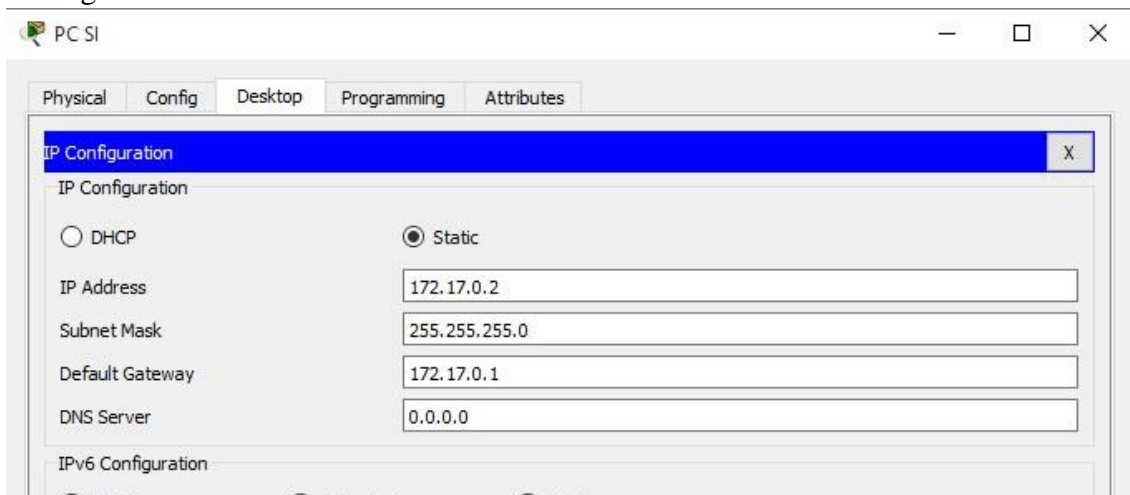 PC SI
Physical Config Desktop Programming Attributes
IP Configuration X
IP Configuration
DHCP Static
IP Address 172.17.0.2
Subnet Mask 255.255.255.0
Default Gateway 172.17.0.1
DNS Server 0.0.0.0
IPv6 Configuration